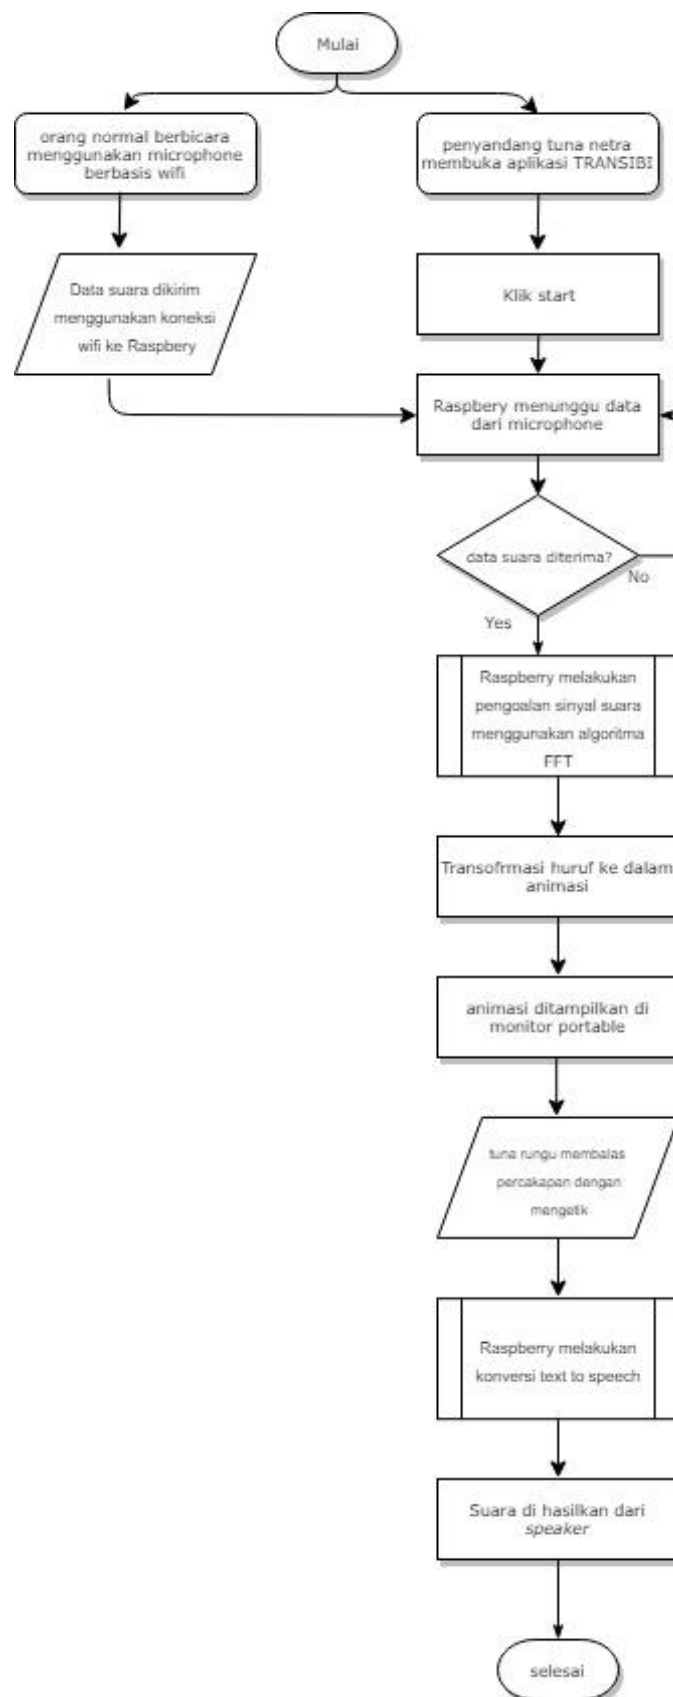 Mulai
orang normal berbicara
menggunakan microphone
berbasis wifi
penyandang tuna netra
membuka aplikasi TRANSIBI
Data suara dikirim
menggunakan koneksi
wifi ke Raspbery
Klik start
Raspbery menunggu data
dari microphone
data suara diterima?
No
Yes
Raspberry melakukan
pengoalan sinyal suara
menggunakan algoritma
FFT
Transofrmasi huruf ke dalam
animasi
animasi ditampilkan di
monitor portable
tuna rungu membalas
percakapan dengan
mengetik
Raspberry melakukan
konversi text to speech
Suara di hasilkan dari
speaker
selesai